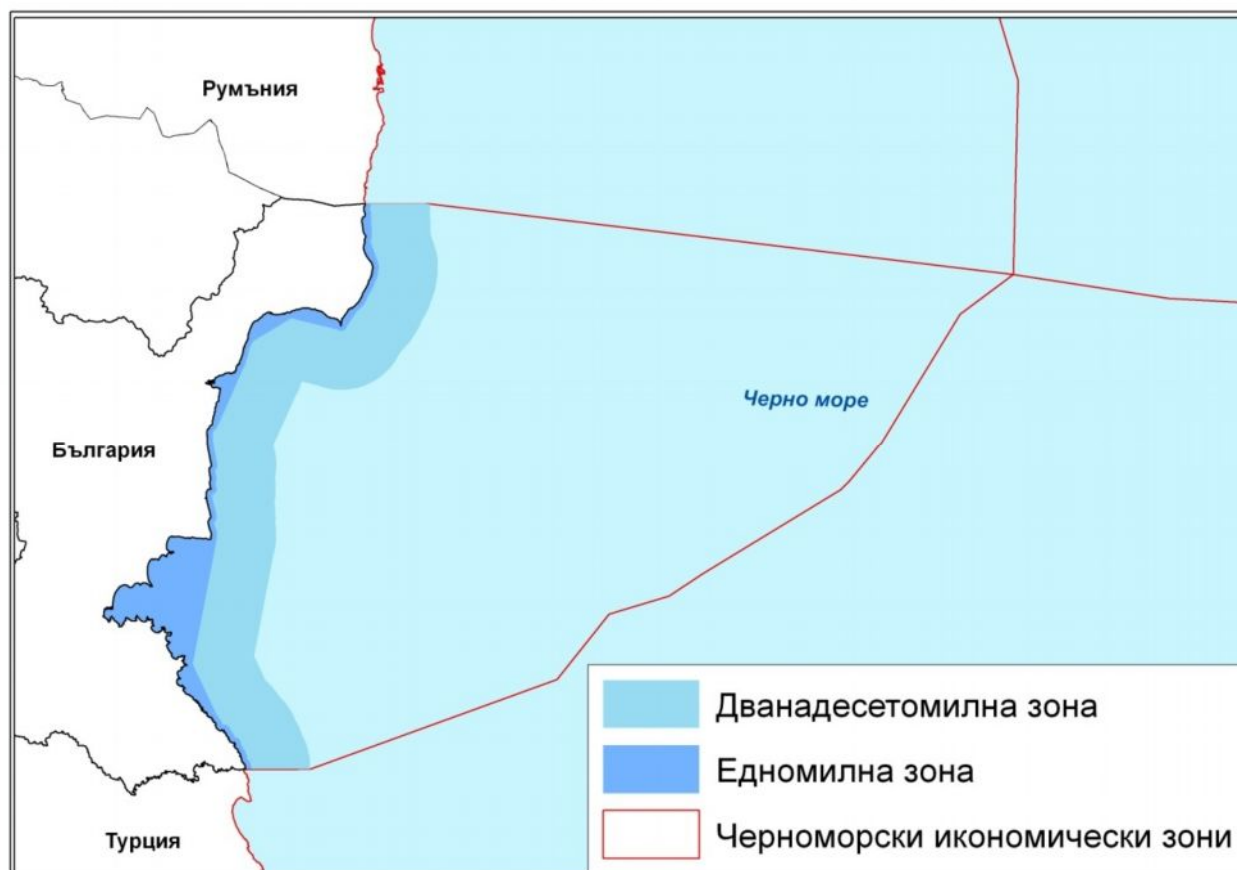 Румъния
Черно море
България
Дванадесетомилна зона
Едномилна зона
Черноморски икономически зони
Турция